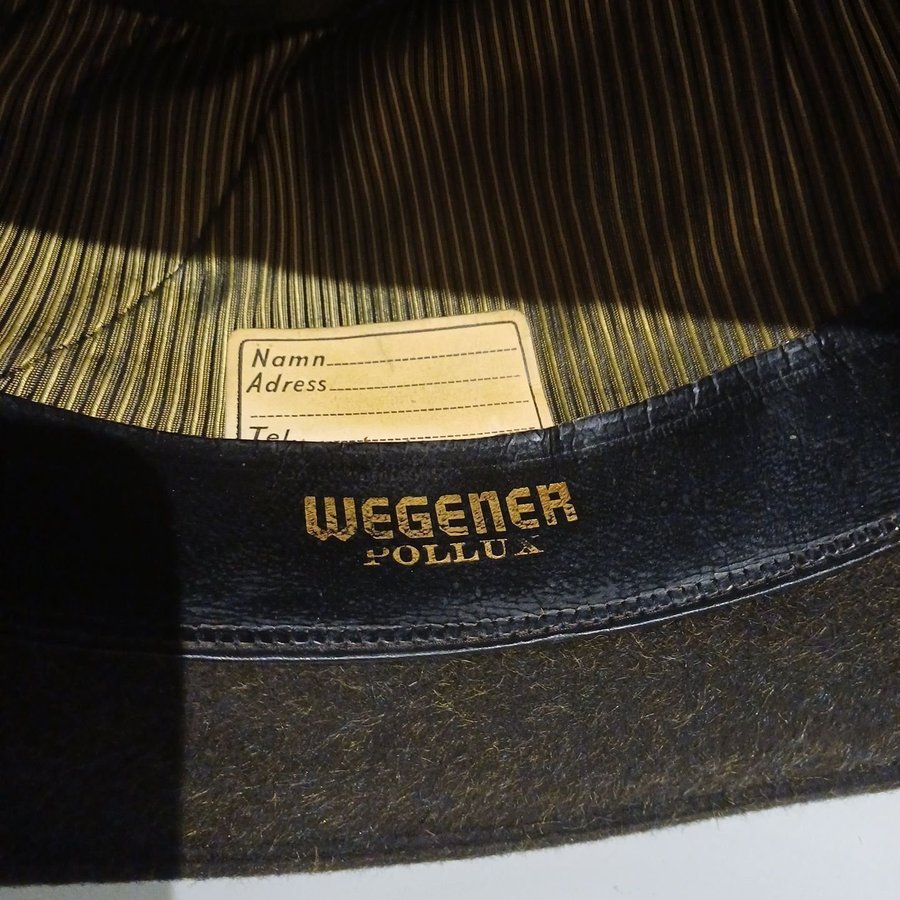 Namn
Adress
WEGENER
POLLUX